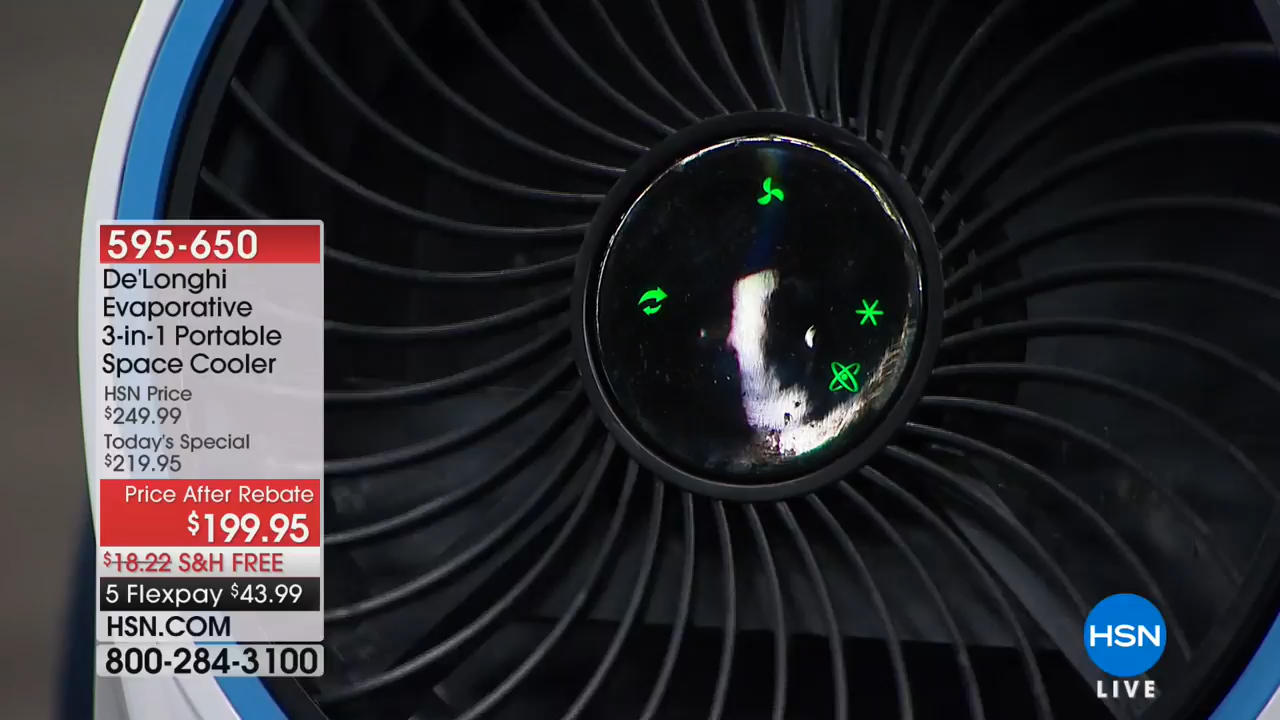 595-650
De'Longhi
Evaporative
3-in-1 Portable
Space Cooler
HSN Price
$249.99
Today's Special
$219.95
Price After Rebate
$199.95
$18.22 S&H FREE
5 Flexpay $43.99
HSN.COM
800-284-3100
HSN
LIVE